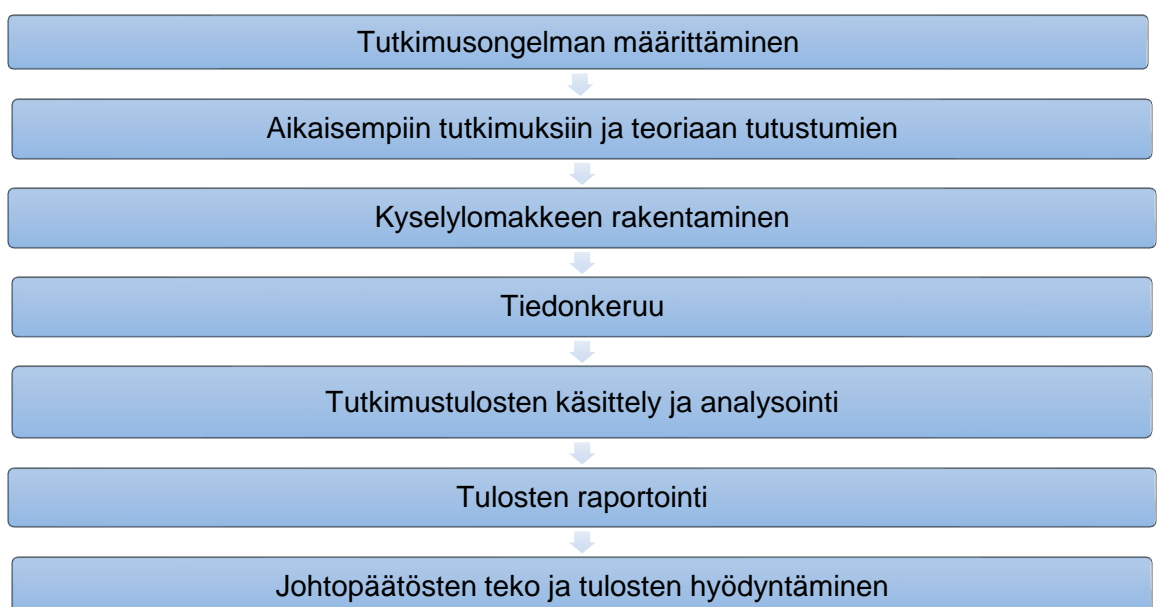 Tutkimusongelman määrittäminen
Aikaisempiin tutkimuksiin ja teoriaan tutustumien
Kyselylomakkeen rakentaminen
Tiedonkeruu
Tutkimustulosten käsittely ja analysointi
Tulosten raportointi
Johtopäätösten teko ja tulosten hyödyntäminen